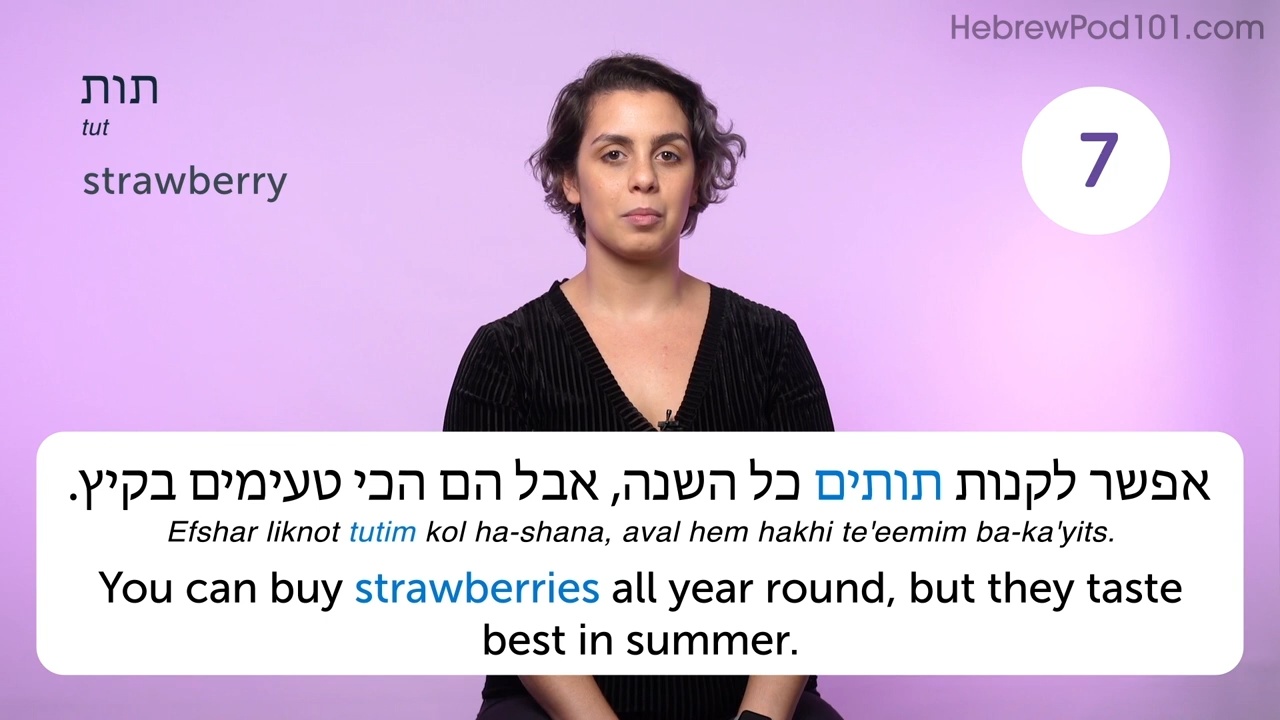 HebrewPod101.com
תות
tut
strawberry
7
אפשר לקנות תותים כל השנה, אבל הם הכי טעימים בקיץ.
Efshar liknot tutim kol ha-shana, aval hem hakhi te'eemim ba-ka'yits.
You can buy strawberries all year round, but they taste
best in summer.